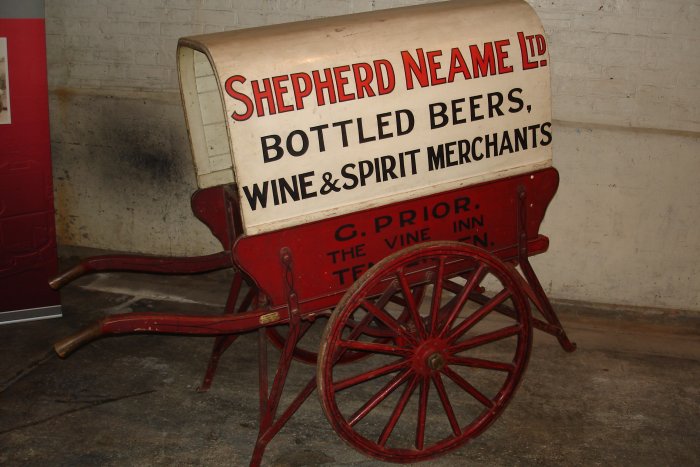 SHEPHERD NEAME LTD.
BOTTLED BEERS,
WINE & SPIRIT MERCHANTS
G. PRIOR.
THE VINE INN